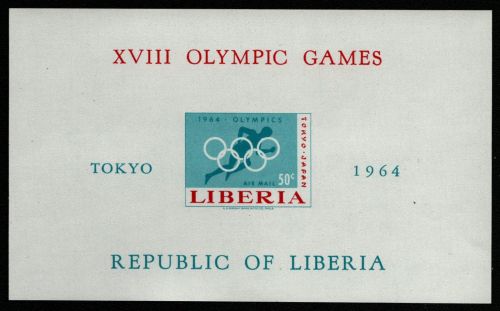 XVIII OLYMPIC GAMES
1964 · OLYMPICS
TOKYO · JAPAN
TOKYO
1964
AIR MAIL 50c
LIBERIA
REPUBLIC OF LIBERIA